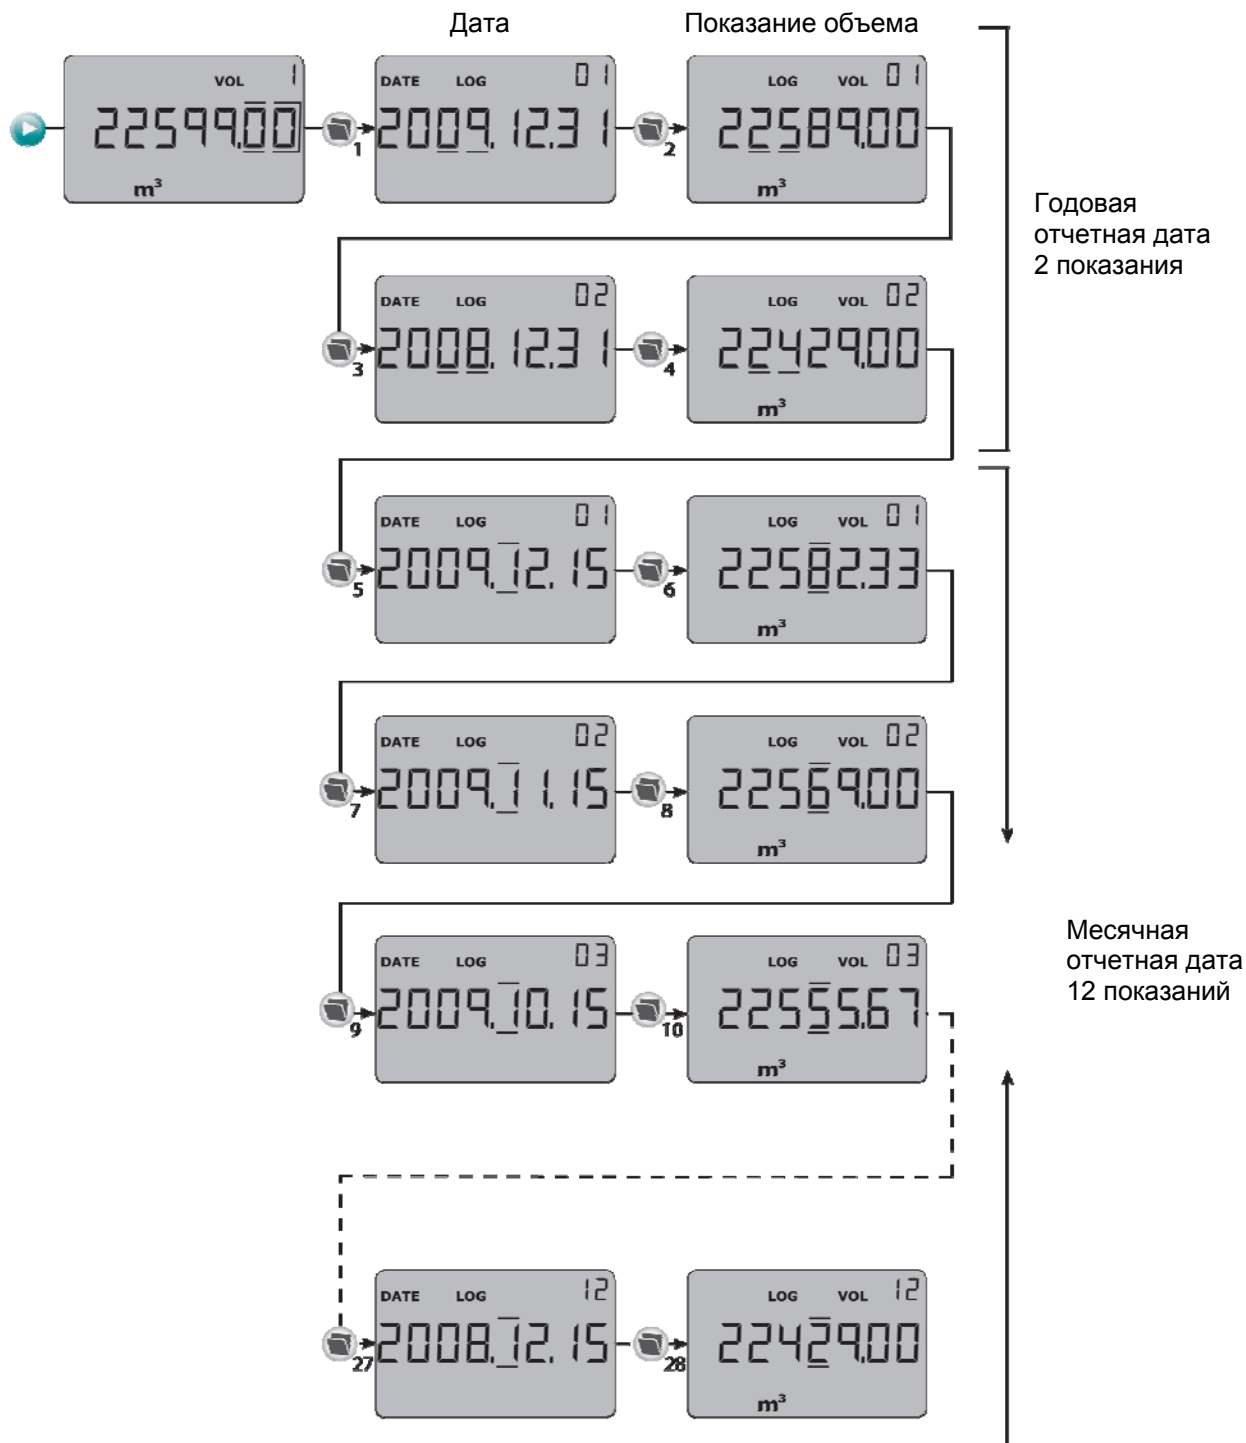 Дата Показание объема
VOL 1
22599.00
m³
1
DATE LOG 01
2009.12.31
2
LOG VOL 01
22589.00
m³
Годовая
отчетная дата
2 показания
3
DATE LOG 02
2008.12.31
4
LOG VOL 02
22429.00
m³
5
DATE LOG 01
2009.12.15
6
LOG VOL 01
22582.33
m³
7
DATE LOG 02
2009.11.15
8
LOG VOL 02
22569.00
m³
9
DATE LOG 03
2009.10.15
10
LOG VOL 03
22555.67
m³
Месячная
отчетная дата
12 показаний
27
DATE LOG 12
2008.12.15
28
LOG VOL 12
22429.00
m³